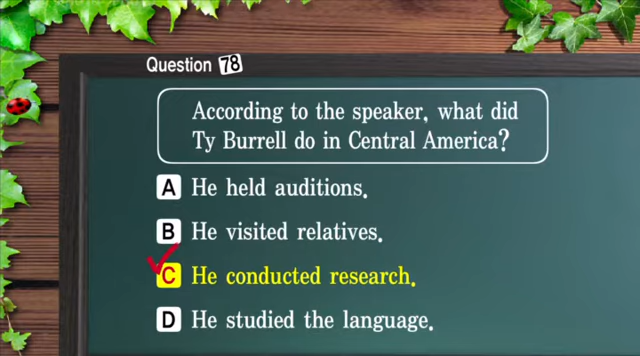 Question 78
According to the speaker, what did
Ty Burrell do in Central America?
A He held auditions.
B He visited relatives.
C He conducted research.
D He studied the language.